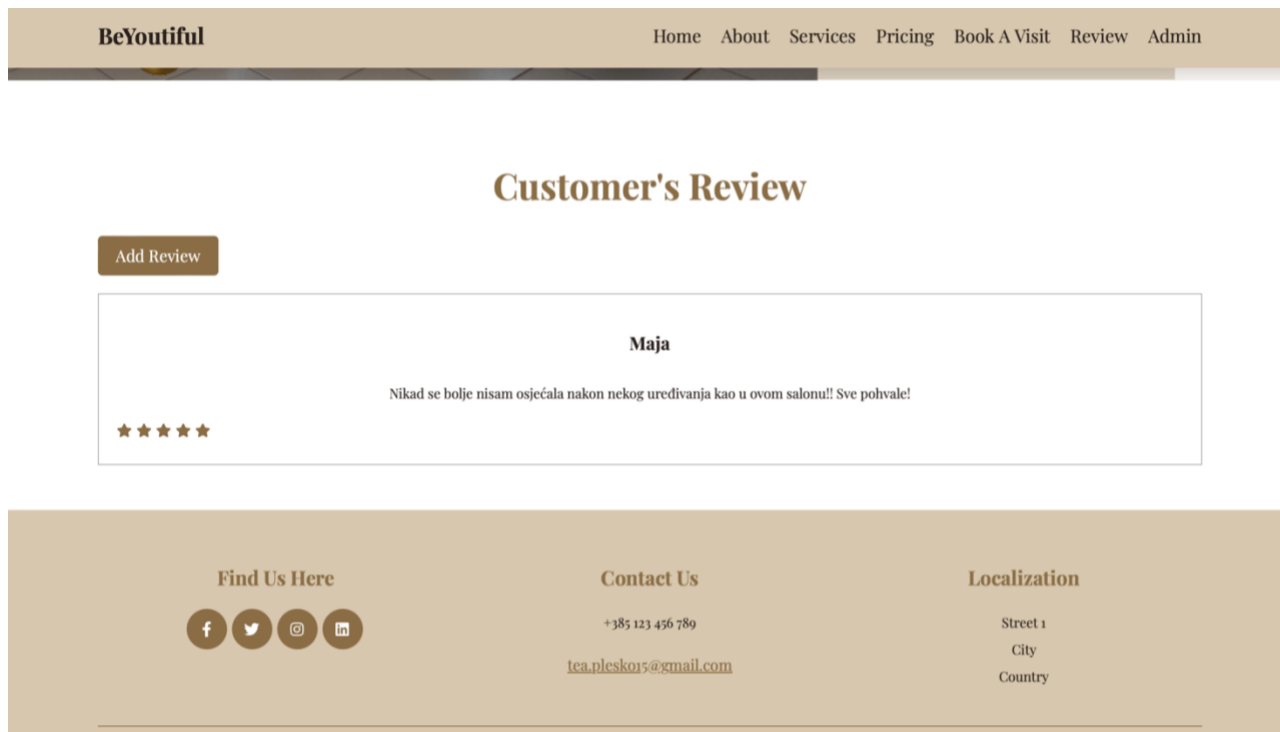 BeYoutiful
Home About Services Pricing Book A Visit Review Admin
Customer's Review
Add Review
Maja
Nikad se bolje nisam osjećala nakon nekog uređivanja kao u ovom salonu!! Sve pohvale!
Find Us Here
Contact Us
+385 123 456 789
tea.plesko15@gmail.com
Localization
Street 1
City
Country